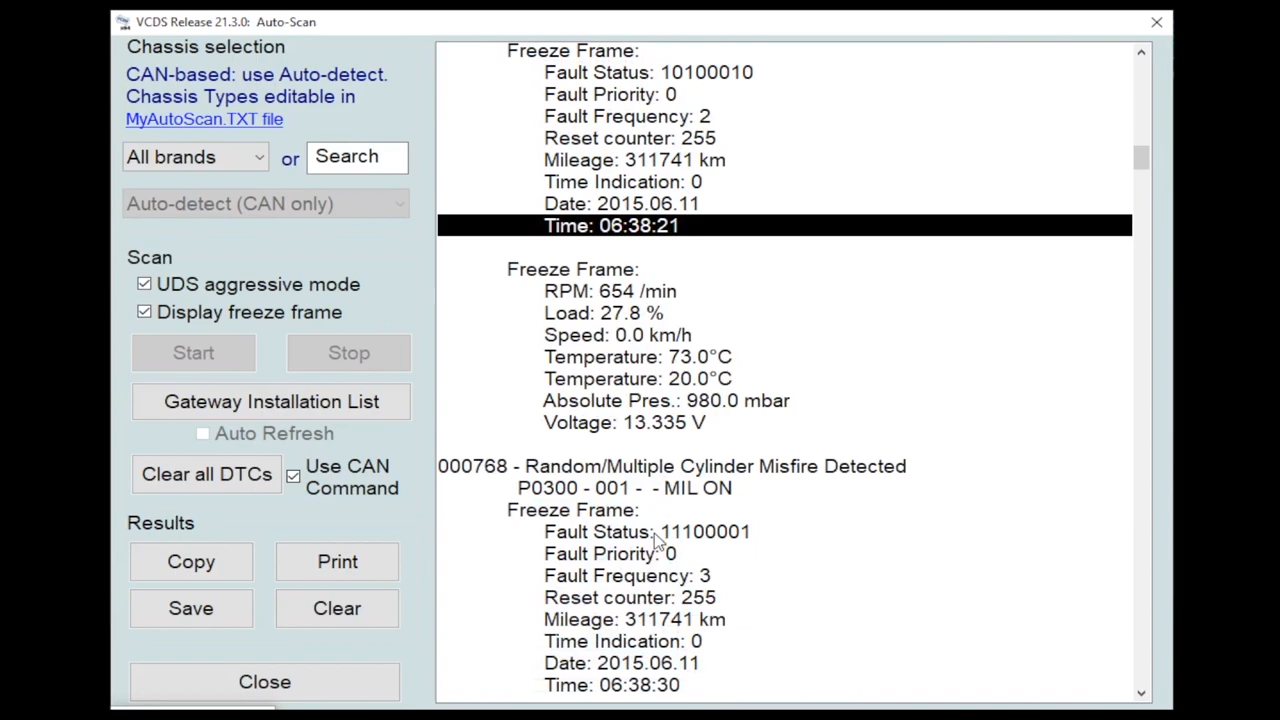 VCDS Release 21.3.0: Auto-Scan
Chassis selection
CAN-based: use Auto-detect.
Chassis Types editable in
MyAutoScan.TXT file
All brands
or
Search
Auto-detect (CAN only)
Scan
UDS aggressive mode
Display freeze frame
Start
Stop
Gateway Installation List
Auto Refresh
Clear all DTCs
Use CAN
Command
Results
Copy
Print
Save
Clear
Close
Freeze Frame:
Fault Status: 10100010
Fault Priority: 0
Fault Frequency: 2
Reset counter: 255
Mileage: 311741 km
Time Indication: 0
Date: 2015.06.11
Time: 06:38:21
Freeze Frame:
RPM: 654 /min
Load: 27.8 %
Speed: 0.0 km/h
Temperature: 73.0°C
Temperature: 20.0°C
Absolute Pres.: 980.0 mbar
Voltage: 13.335 V
000768 - Random/Multiple Cylinder Misfire Detected
P0300 - 001 - - MIL ON
Freeze Frame:
Fault Status: 11100001
Fault Priority: 0
Fault Frequency: 3
Reset counter: 255
Mileage: 311741 km
Time Indication: 0
Date: 2015.06.11
Time: 06:38:30